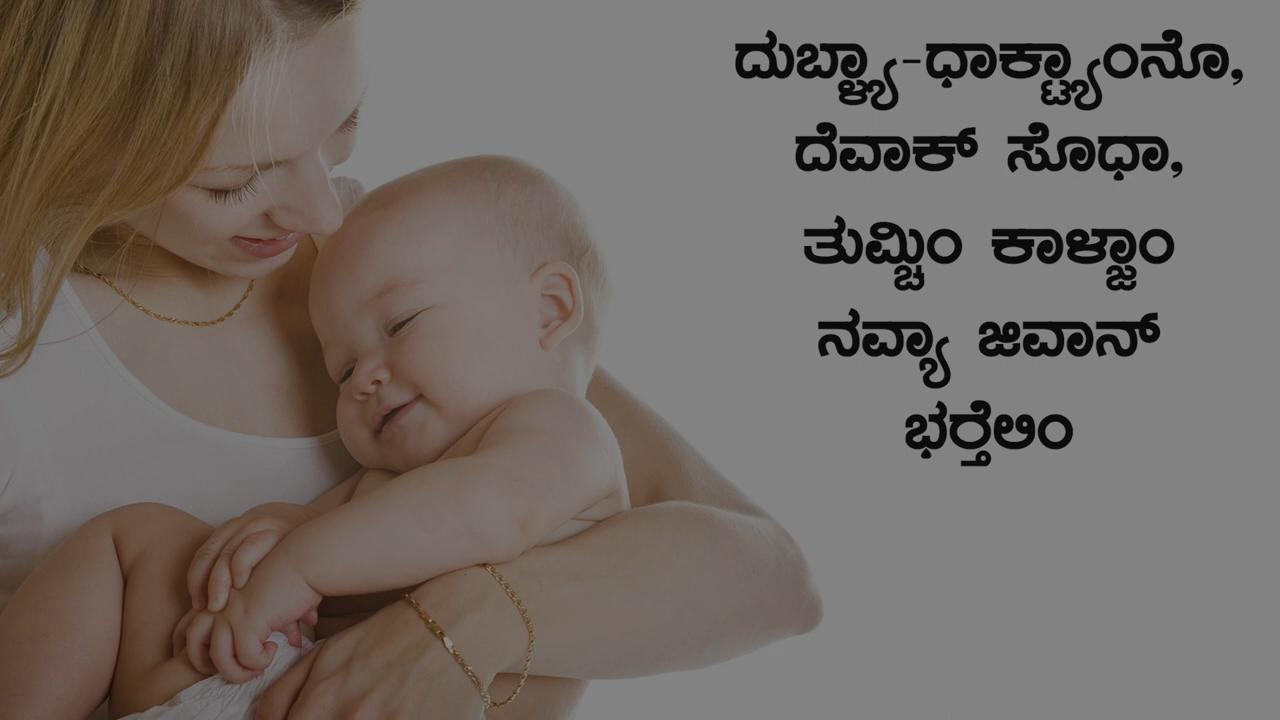 ದುಬ್ಳ್ಯಾ-ಧಾಕ್ಟ್ಯಾಂನೊ,
ದೆವಾಕ್ ಸೊಧಾ,
ತುಮ್ಚಿಂ ಕಾಳ್ಜಾಂ
ನವ್ಯಾ ಜಿವಾನ್
ಭರ‍್ತೆಲಿಂ